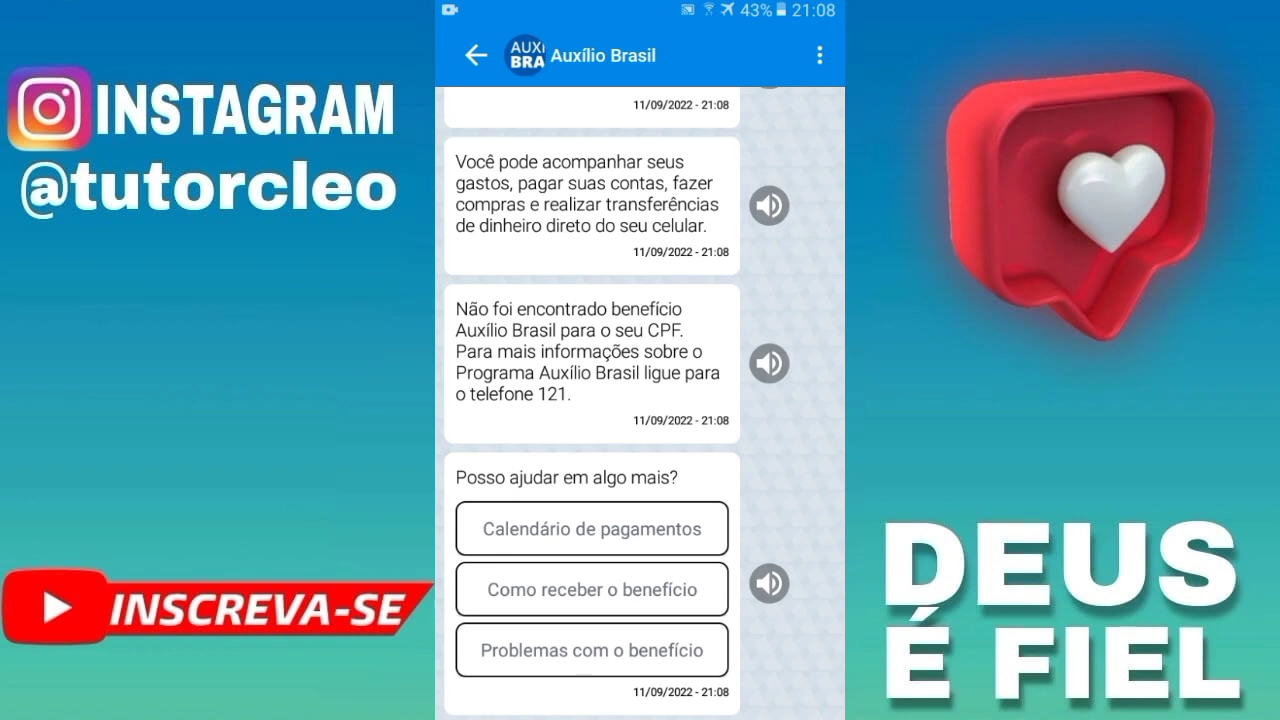 43% 21:08
AUXI
BRA
Auxílio Brasil
INSTAGRAM
@tutorcleo
11/09/2022 - 21:08
Você pode acompanhar seus
gastos, pagar suas contas, fazer
compras e realizar transferências
de dinheiro direto do seu celular.
11/09/2022 - 21:08
Não foi encontrado benefício
Auxílio Brasil para o seu CPF.
Para mais informações sobre o
Programa Auxílio Brasil ligue para
o telefone 121.
11/09/2022 - 21:08
Posso ajudar em algo mais?
Calendário de pagamentos
Como receber o benefício
Problemas com o benefício
11/09/2022 - 21:08
INSCREVA-SE
DEUS
É FIEL